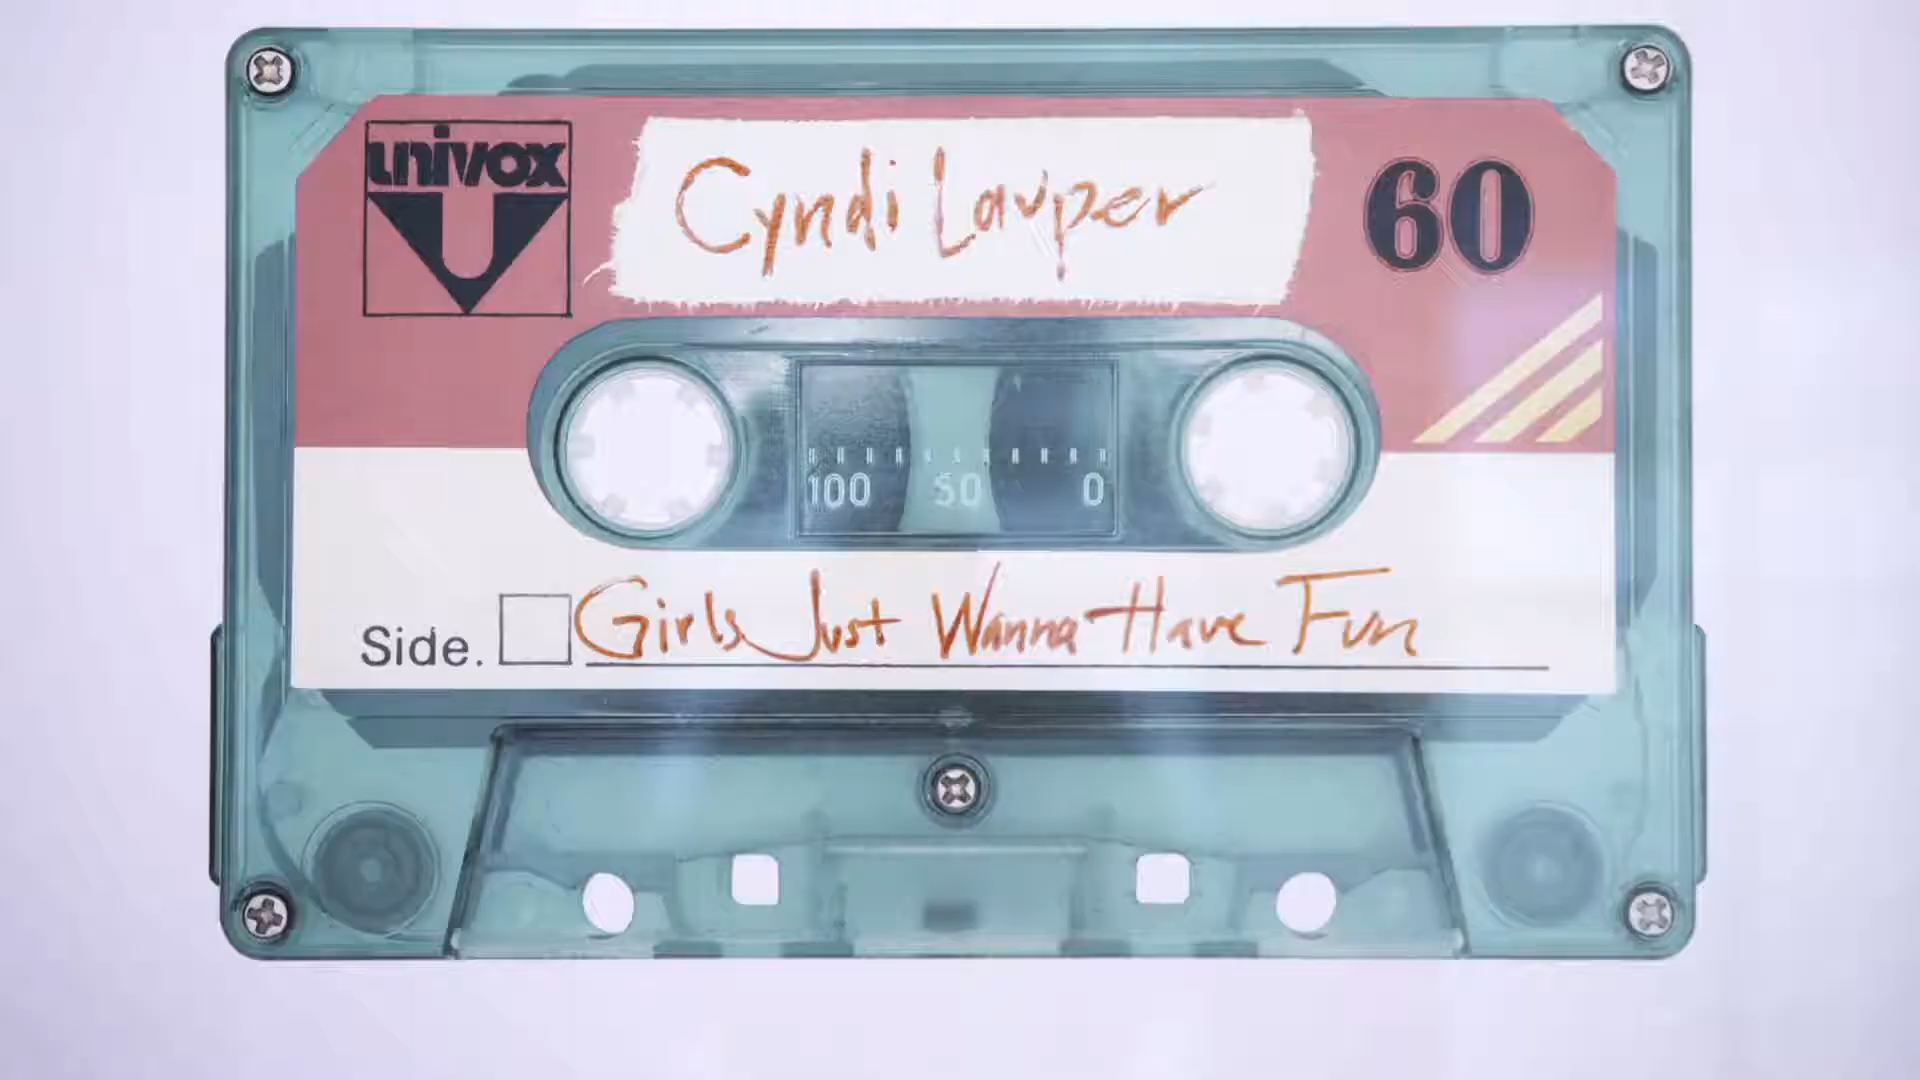 univox
U
Cyndi Lauper
60
100 50 0
Side. Girls Just Wanna Have Fun